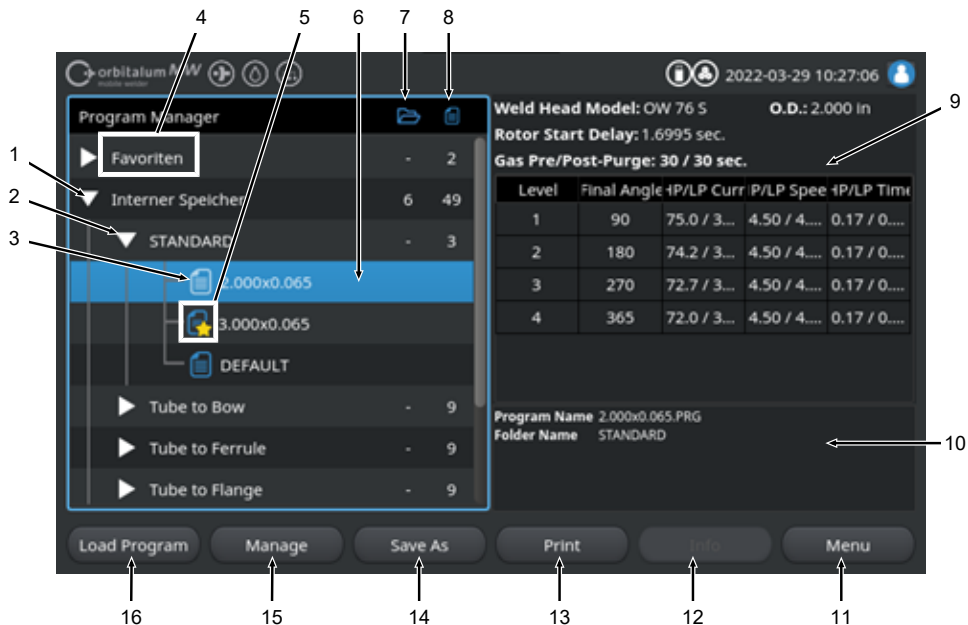 4 5 6 7 8
orbitalum MW
mobile welder
2022-03-29 10:27:06
Program Manager
Weld Head Model: OW 76 S O.D.: 2.000 in
9
Rotor Start Delay: 1.6995 sec.
1
Favoriten - 2
Gas Pre/Post-Purge: 30 / 30 sec.
Level Final Angle HP/LP Curr P/LP Spee HP/LP Time
2
Interner Speicher 6 49
1 90 75.0 / 3... 4.50 / 4.... 0.17 / 0....
3
STANDARD - 3
2 180 74.2 / 3... 4.50 / 4.... 0.17 / 0....
2.000x0.065
3 270 72.7 / 3... 4.50 / 4.... 0.17 / 0....
3.000x0.065
4 365 72.0 / 3... 4.50 / 4.... 0.17 / 0....
DEFAULT
Tube to Bow - 9
Program Name 2.000x0.065.PRG
Folder Name STANDARD
10
Tube to Ferrule - 9
Tube to Flange - 9
Load Program Manage Save As Print Info Menu
16 15 14 13 12 11